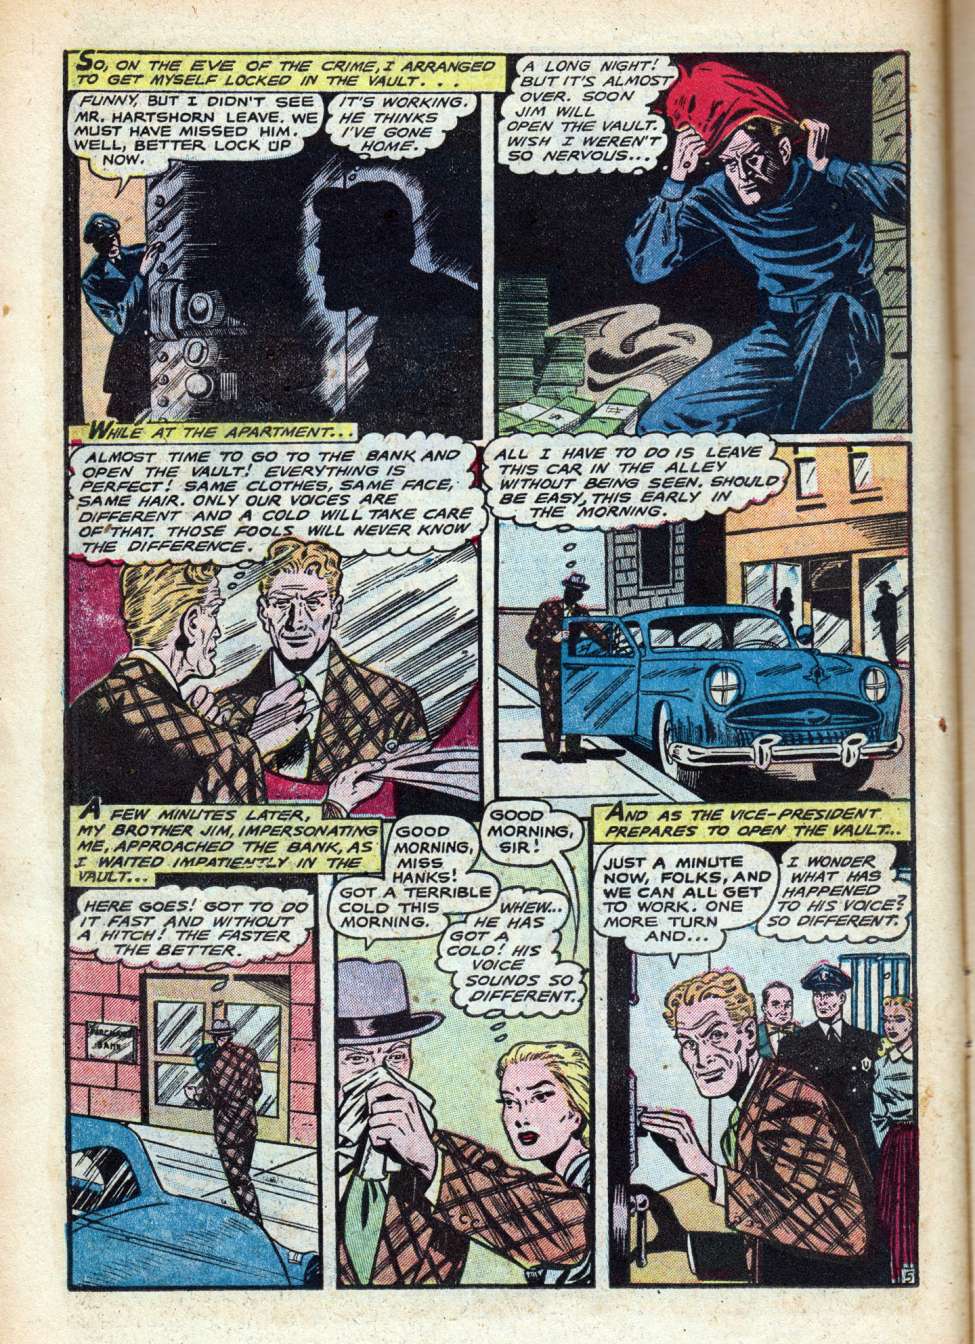 SO, ON THE EVE OF THE CRIME, I ARRANGED
TO GET MYSELF LOCKED IN THE VAULT...
FUNNY, BUT I DIDN'T SEE
MR. HARTSHORN LEAVE. WE
MUST HAVE MISSED HIM.
WELL, BETTER LOCK UP
NOW.
IT'S WORKING.
HE THINKS
I'VE GONE
HOME.
A LONG NIGHT!
BUT IT'S ALMOST
OVER. SOON
JIM WILL
OPEN THE VAULT.
WISH I WEREN'T
SO NERVOUS...
WHILE AT THE APARTMENT...
ALMOST TIME TO GO TO THE BANK AND
OPEN THE VAULT! EVERYTHING IS
PERFECT! SAME CLOTHES, SAME FACE,
SAME HAIR. ONLY OUR VOICES ARE
DIFFERENT AND A COLD WILL TAKE CARE
OF THAT. THOSE FOOLS WILL NEVER KNOW
THE DIFFERENCE.
ALL I HAVE TO DO IS LEAVE
THIS CAR IN THE ALLEY
WITHOUT BEING SEEN. SHOULD
BE EASY, THIS EARLY IN
THE MORNING.
A FEW MINUTES LATER,
MY BROTHER JIM, IMPERSONATING
ME, APPROACHED THE BANK, AS
I WAITED IMPATIENTLY IN THE
VAULT...
HERE GOES! GOT TO DO
IT FAST AND WITHOUT
A HITCH! THE FASTER
THE BETTER.
BANK
GOOD
MORNING,
MISS
HANKS!
GOT A TERRIBLE
COLD THIS
MORNING.
GOOD
MORNING,
SIR!
WHEW...
HE HAS
GOT A
COLD! HIS
VOICE
SOUNDS SO
DIFFERENT.
AND AS THE VICE-PRESIDENT
PREPARES TO OPEN THE VAULT...
JUST A MINUTE
NOW, FOLKS, AND
WE CAN ALL GET
TO WORK. ONE
MORE TURN
AND...
I WONDER
WHAT HAS
HAPPENED
TO HIS VOICE?
SO DIFFERENT.
5